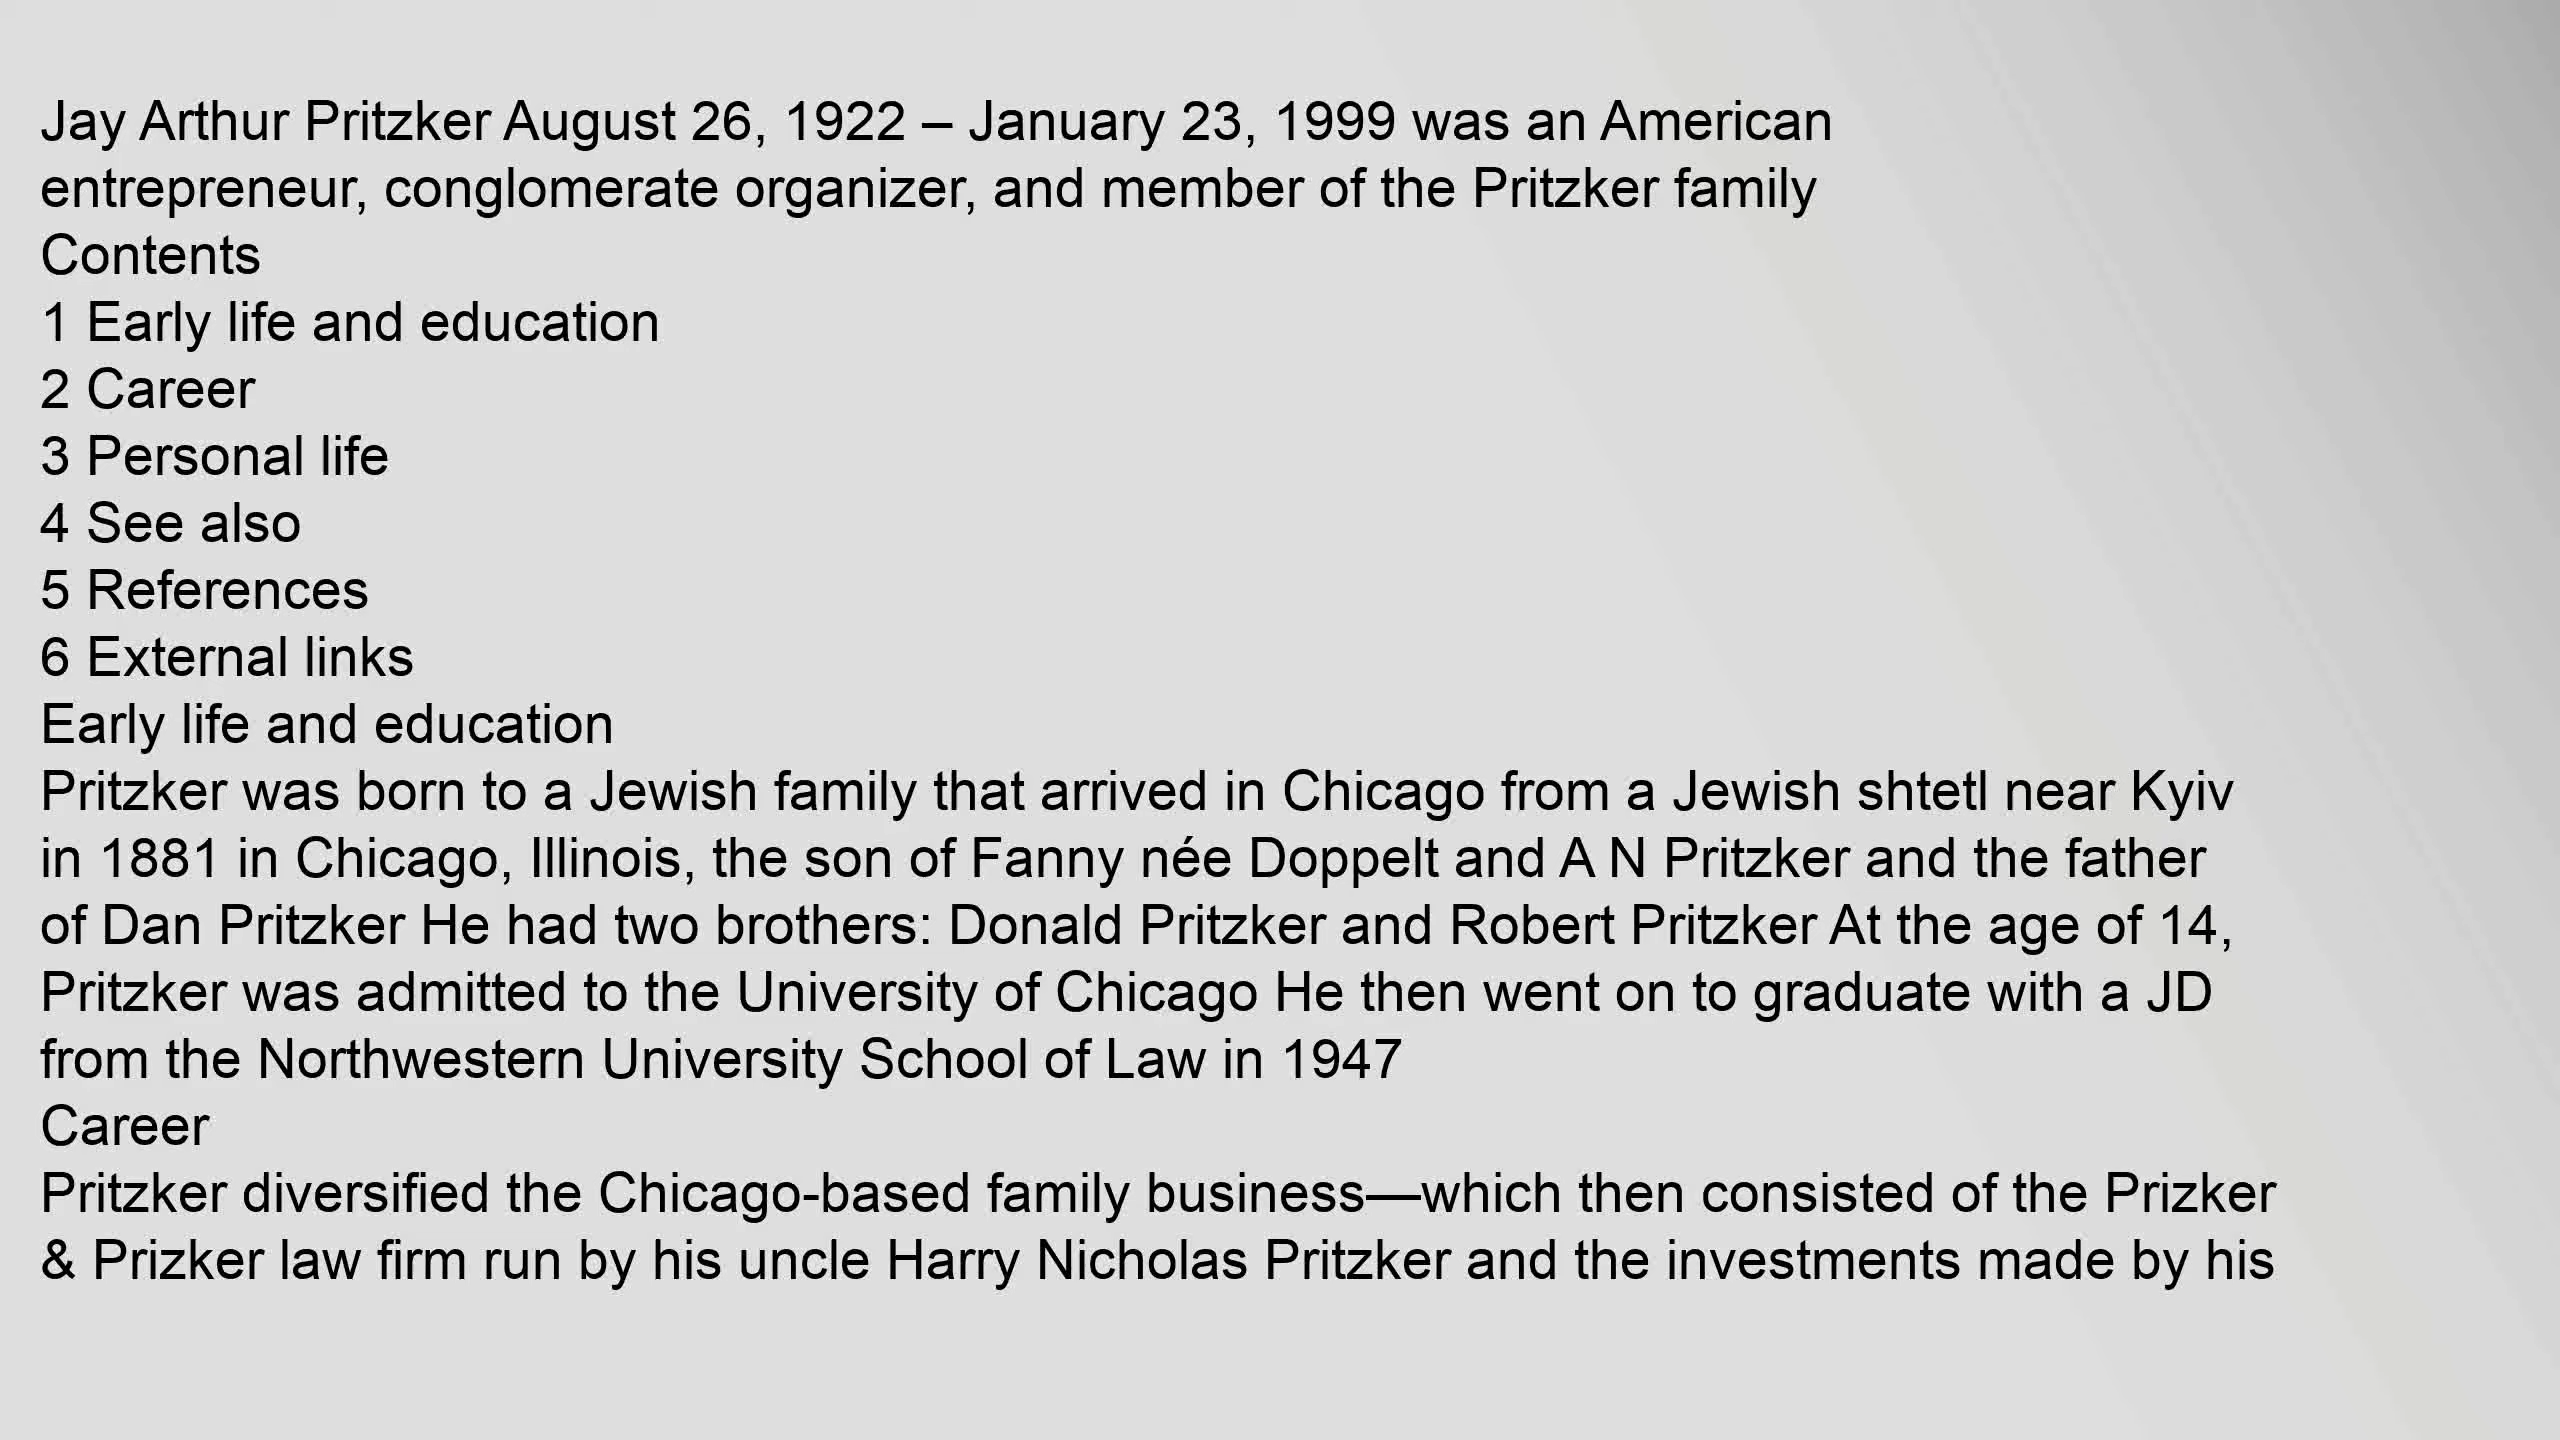 Jay Arthur Pritzker August 26, 1922 – January 23, 1999 was an American
entrepreneur, conglomerate organizer, and member of the Pritzker family
Contents
1 Early life and education
2 Career
3 Personal life
4 See also
5 References
6 External links
Early life and education
Pritzker was born to a Jewish family that arrived in Chicago from a Jewish shtetl near Kyiv
in 1881 in Chicago, Illinois, the son of Fanny née Doppelt and A N Pritzker and the father
of Dan Pritzker He had two brothers: Donald Pritzker and Robert Pritzker At the age of 14,
Pritzker was admitted to the University of Chicago He then went on to graduate with a JD
from the Northwestern University School of Law in 1947
Career
Pritzker diversified the Chicago-based family business—which then consisted of the Prizker
& Prizker law firm run by his uncle Harry Nicholas Pritzker and the investments made by his